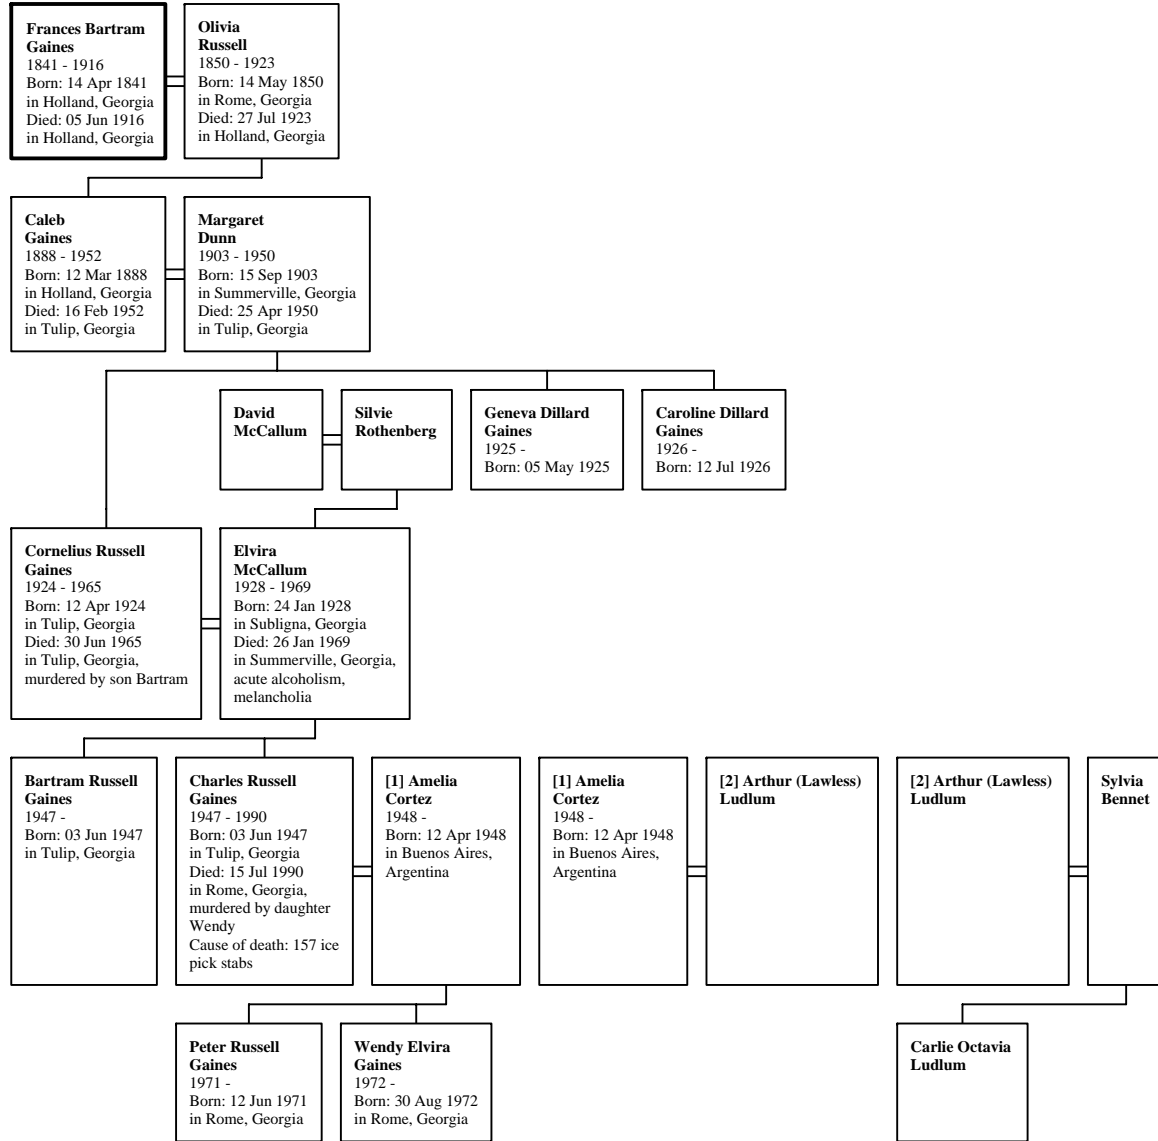 Frances Bartram
Gaines
1841 - 1916
Born: 14 Apr 1841
in Holland, Georgia
Died: 05 Jun 1916
in Holland, Georgia
Olivia
Russell
1850 - 1923
Born: 14 May 1850
in Rome, Georgia
Died: 27 Jul 1923
in Holland, Georgia
Caleb
Gaines
1888 - 1952
Born: 12 Mar 1888
in Holland, Georgia
Died: 16 Feb 1952
in Tulip, Georgia
Margaret
Dunn
1903 - 1950
Born: 15 Sep 1903
in Summerville, Georgia
Died: 25 Apr 1950
in Tulip, Georgia
David
McCallum
Silvie
Rothenberg
Geneva Dillard
Gaines
1925 -
Born: 05 May 1925
Caroline Dillard
Gaines
1926 -
Born: 12 Jul 1926
Cornelius Russell
Gaines
1924 - 1965
Born: 12 Apr 1924
in Tulip, Georgia
Died: 30 Jun 1965
in Tulip, Georgia,
murdered by son Bartram
Elvira
McCallum
1928 - 1969
Born: 24 Jan 1928
in Subligna, Georgia
Died: 26 Jan 1969
in Summerville, Georgia,
acute alcoholism,
melancholia
Bartram Russell
Gaines
1947 -
Born: 03 Jun 1947
in Tulip, Georgia
Charles Russell
Gaines
1947 - 1990
Born: 03 Jun 1947
in Tulip, Georgia
Died: 15 Jul 1990
in Rome, Georgia,
murdered by daughter
Wendy
Cause of death: 157 ice
pick stabs
[1] Amelia
Cortez
1948 -
Born: 12 Apr 1948
in Buenos Aires,
Argentina
[1] Amelia
Cortez
1948 -
Born: 12 Apr 1948
in Buenos Aires,
Argentina
[2] Arthur (Lawless)
Ludlum
[2] Arthur (Lawless)
Ludlum
Sylvia
Bennet
Peter Russell
Gaines
1971 -
Born: 12 Jun 1971
in Rome, Georgia
Wendy Elvira
Gaines
1972 -
Born: 30 Aug 1972
in Rome, Georgia
Carlie Octavia
Ludlum